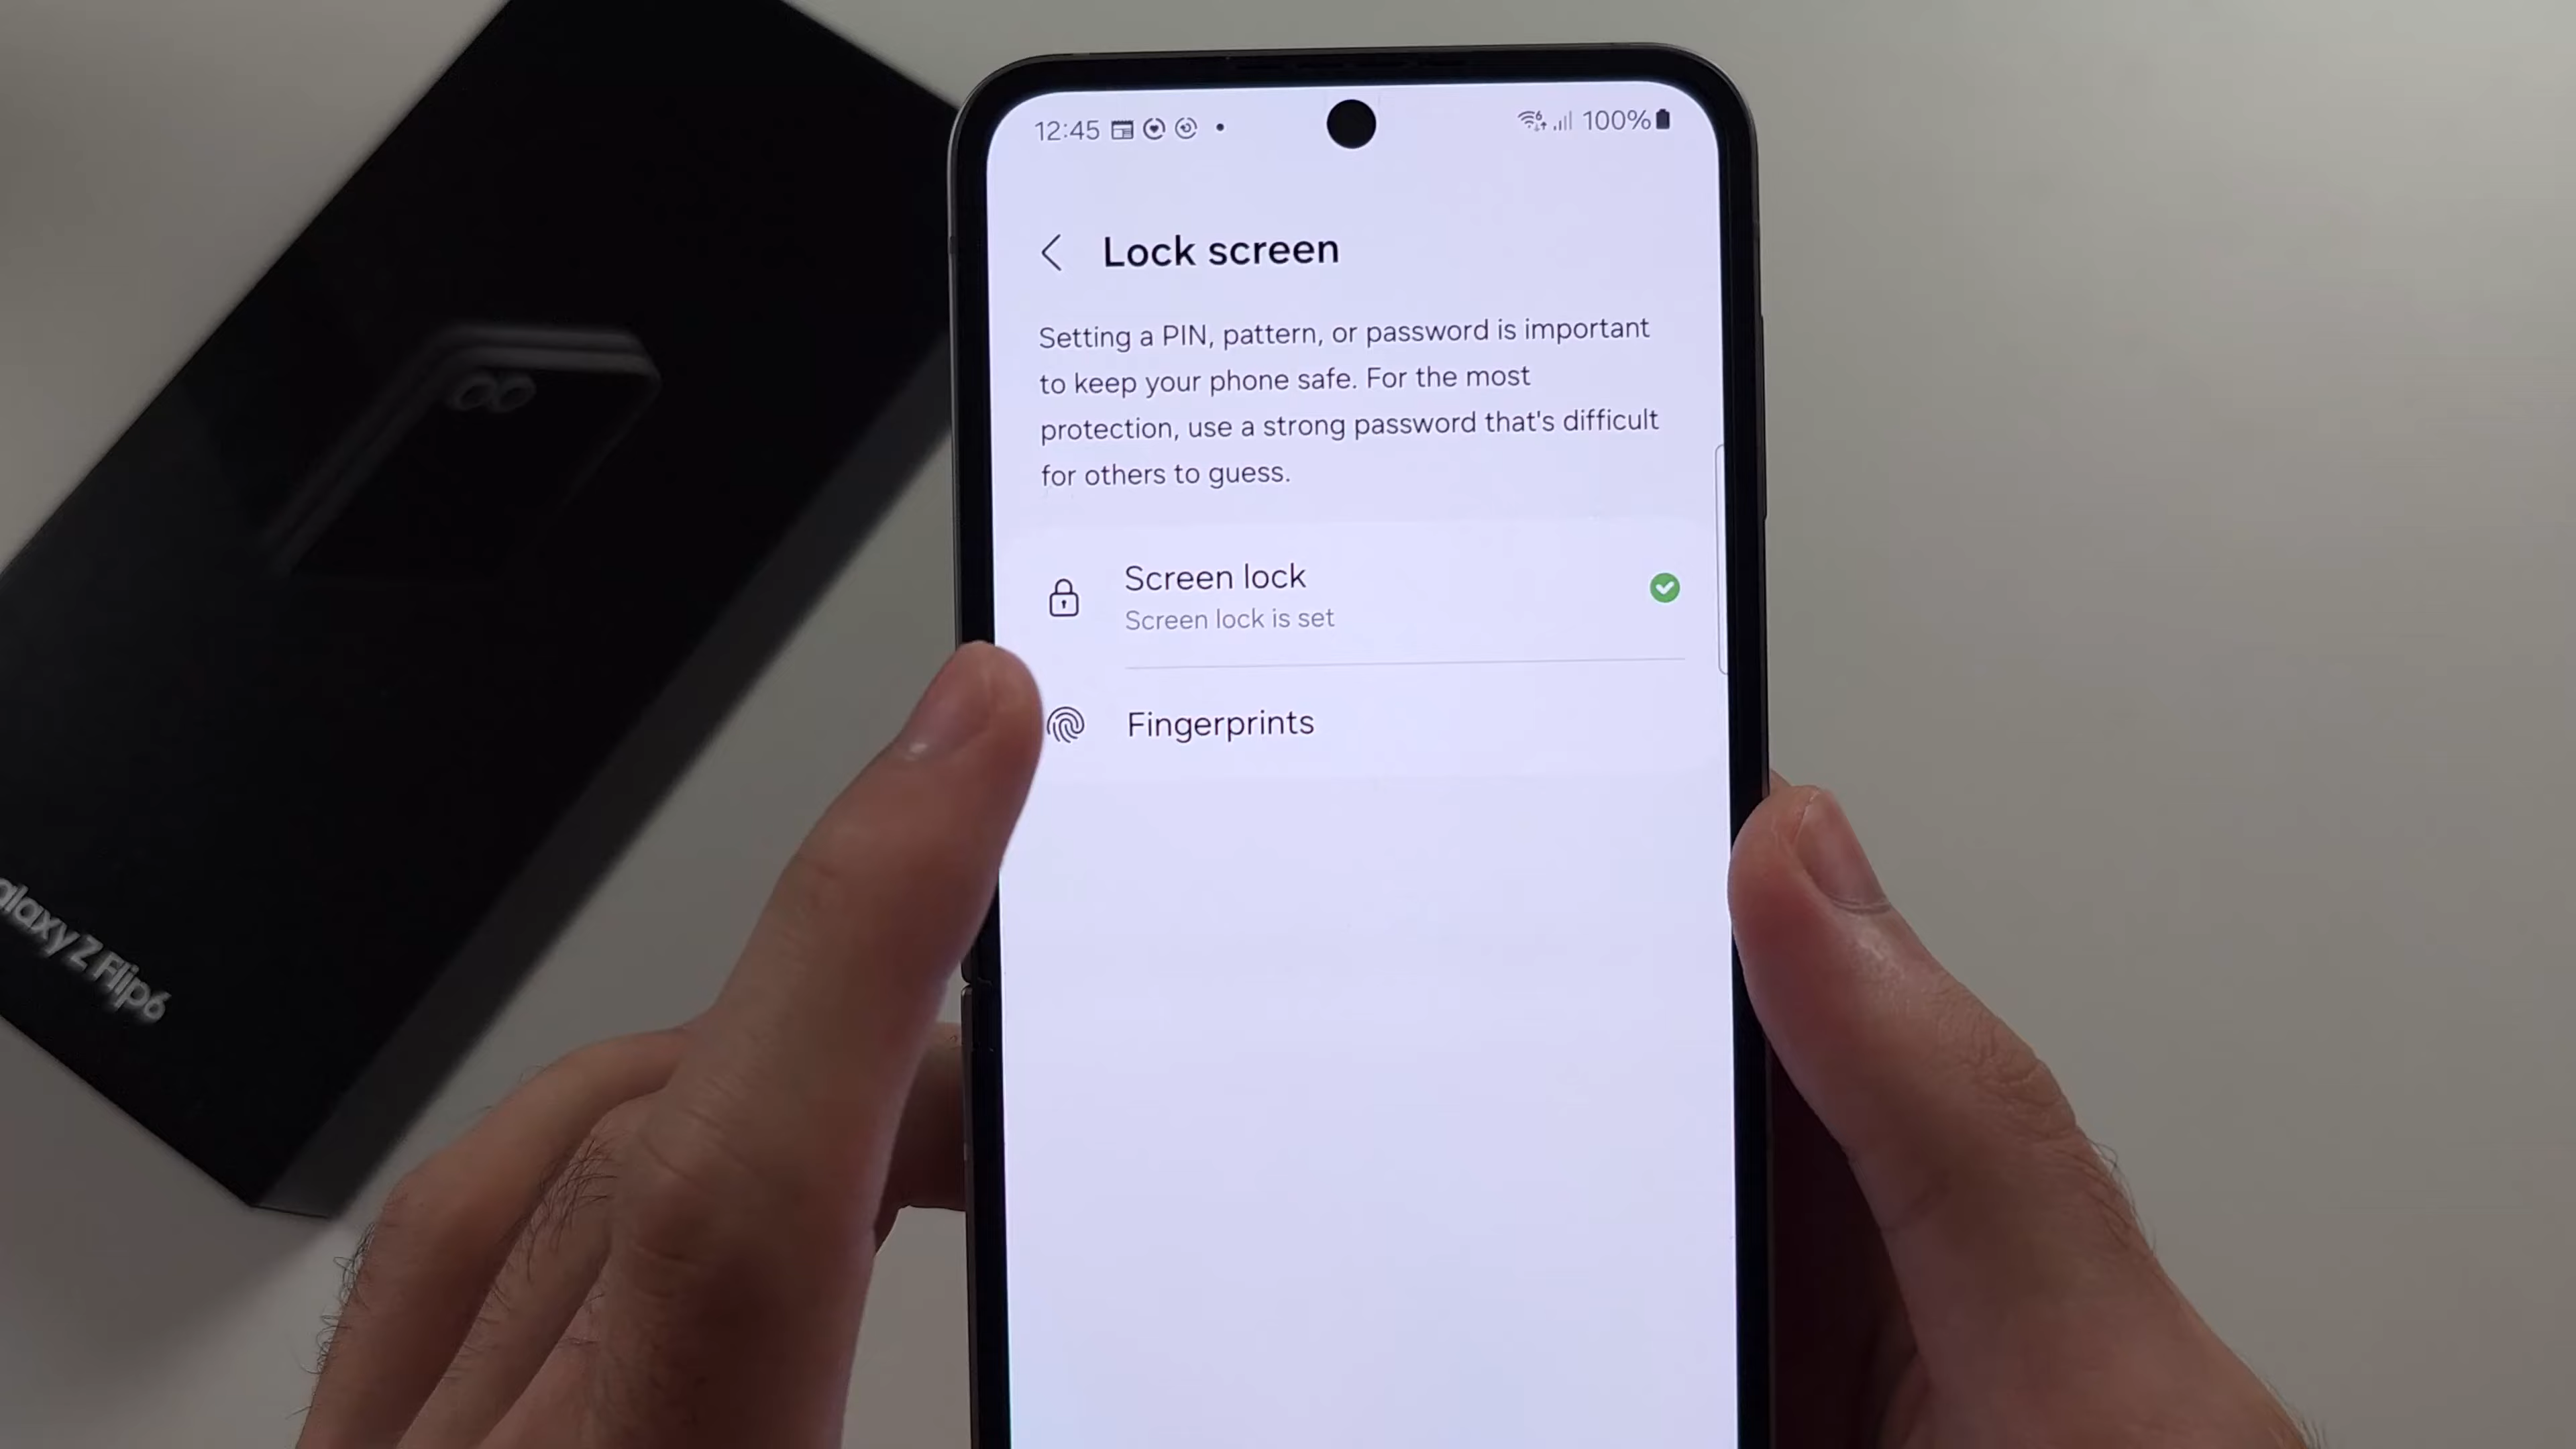 12:45
100%
Lock screen
Setting a PIN, pattern, or password is important
to keep your phone safe. For the most
protection, use a strong password that's difficult
for others to guess.
Screen lock
Screen lock is set
Fingerprints
alaxy Z Flip6